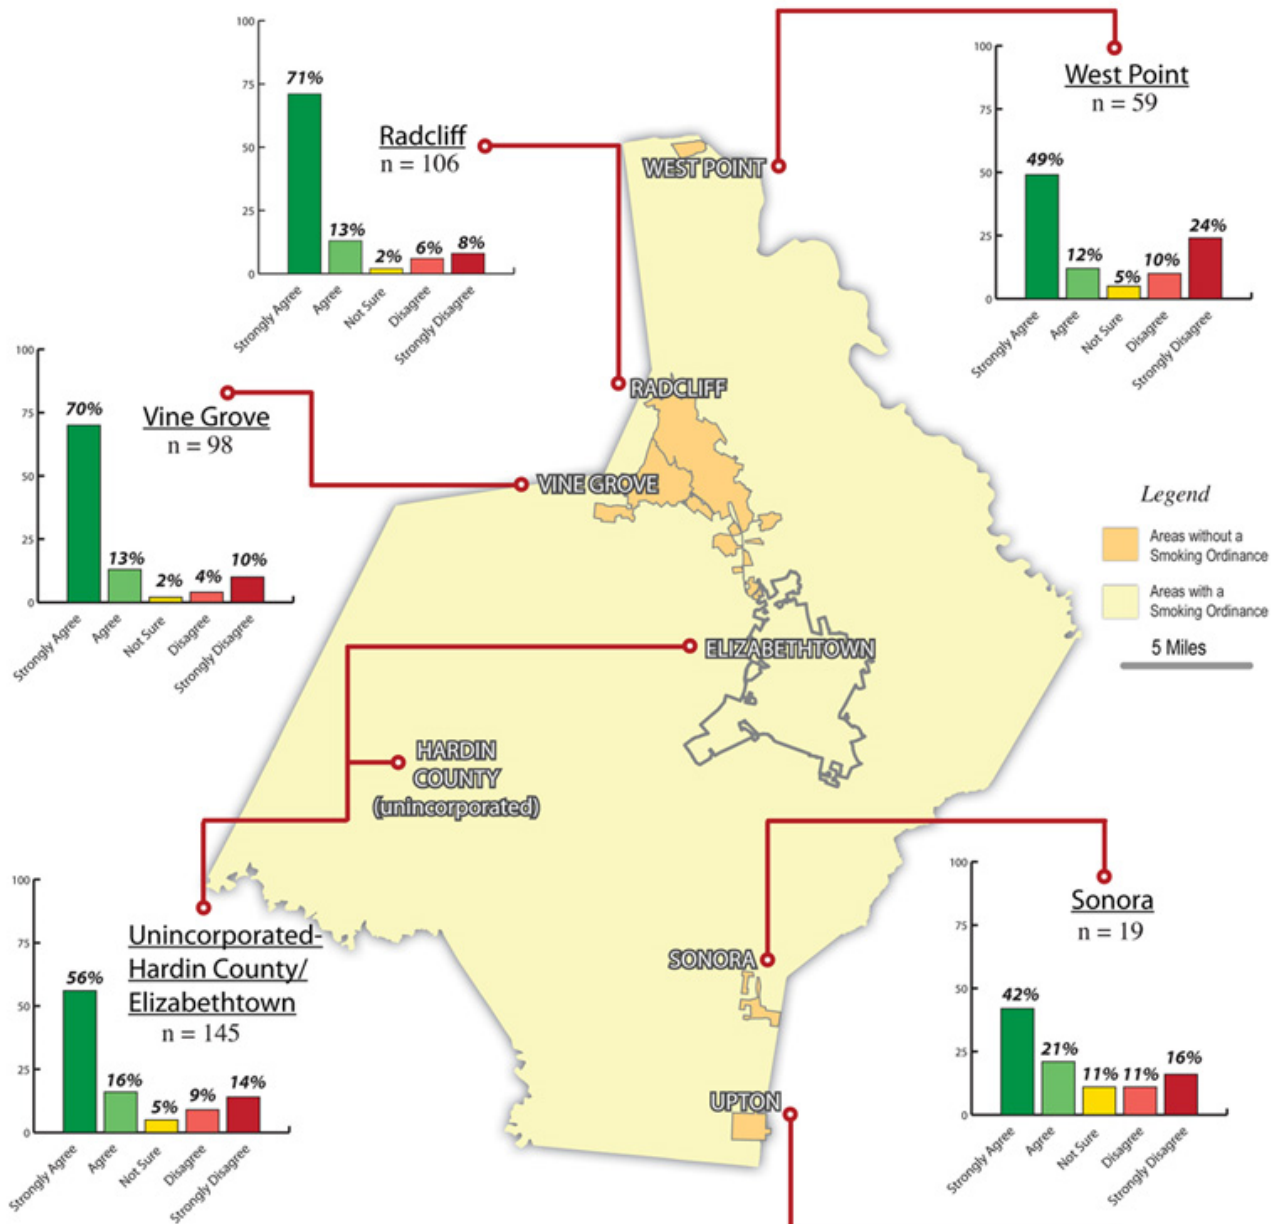 100
75
50
25
0
71%
13%
2%
6%
8%
Strongly Agree
Agree
Not Sure
Disagree
Strongly Disagree
Radcliff
n = 106
100
75
50
25
0
49%
12%
5%
10%
24%
Strongly Agree
Agree
Not Sure
Disagree
Strongly Disagree
West Point
n = 59
WEST POINT
RADCLIFF
100
75
50
25
0
70%
13%
2%
4%
10%
Strongly Agree
Agree
Not Sure
Disagree
Strongly Disagree
Vine Grove
n = 98
VINE GROVE
Legend
Areas without a
Smoking Ordinance
Areas with a
Smoking Ordinance
5 Miles
ELIZABETHTOWN
HARDIN
COUNTY
(unincorporated)
100
75
50
25
0
56%
16%
5%
9%
14%
Strongly Agree
Agree
Not Sure
Disagree
Strongly Disagree
Unincorporated-
Hardin County/
Elizabethtown
n = 145
SONORA
UPTON
100
75
50
25
0
42%
21%
11%
11%
16%
Strongly Agree
Agree
Not Sure
Disagree
Strongly Disagree
Sonora
n = 19